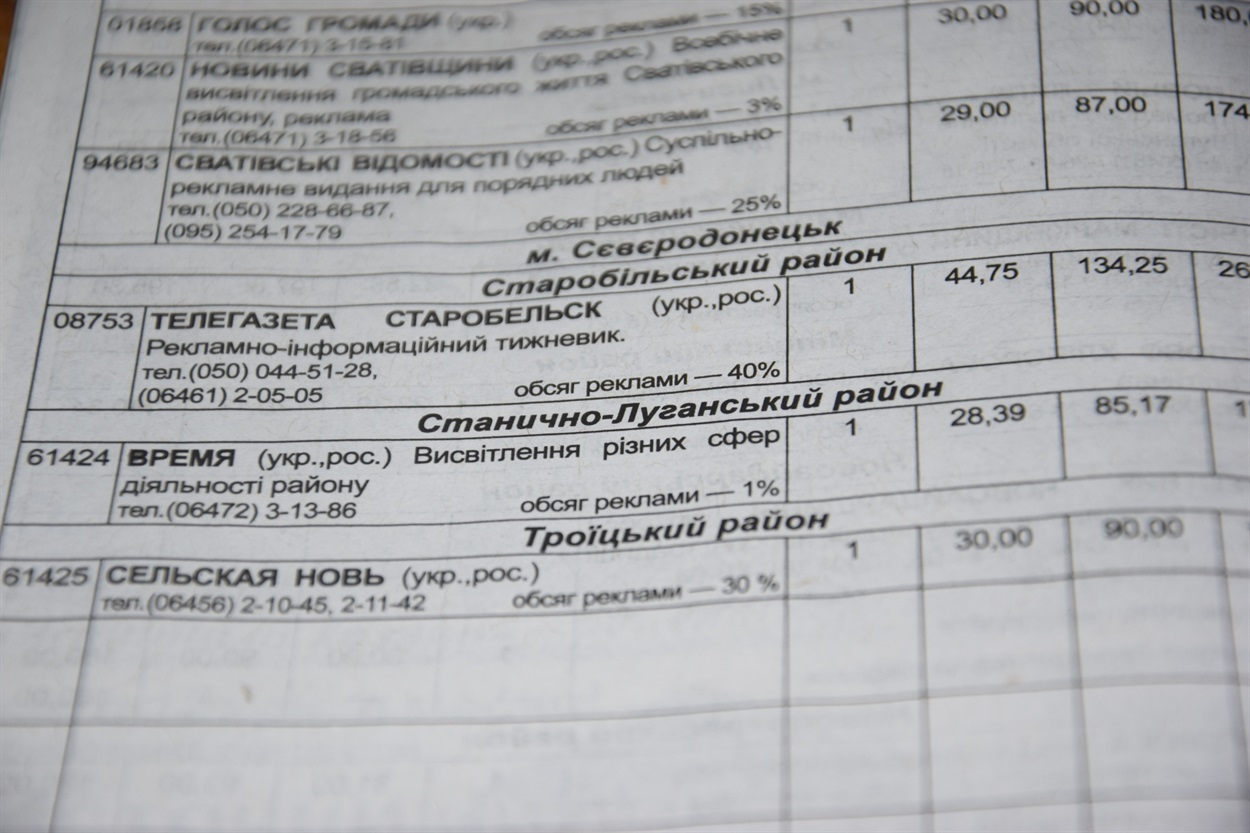 01868 ГОЛОС ГРОМАДИ (укр.) 1 30,00 90,00 180,
тел.(06471) 3-15-81 обсяг реклами — 15%
61420 НОВИНИ СВАТІВЩИНИ (укр.,рос.) Всебічне 1 29,00 87,00 174
висвітлення громадського життя Сватівського
району, реклама
тел.(06471) 3-18-56 обсяг реклами — 3%
94683 СВАТІВСЬКІ ВІДОМОСТІ (укр.,рос.) Суспільно-
рекламне видання для порядних людей
тел.(050) 228-66-87,
(095) 254-17-79 обсяг реклами — 25%
м. Сєвєродонецьк
Старобільський район
08753 ТЕЛЕГАЗЕТА СТАРОБЕЛЬСК (укр.,рос.) 1 44,75 134,25 26
Рекламно-інформаційний тижневик.
тел.(050) 044-51-28,
(06461) 2-05-05 обсяг реклами — 40%
Станично-Луганський район
61424 ВРЕМЯ (укр.,рос.) Висвітлення різних сфер 1 28,39 85,17 1
діяльності району
тел.(06472) 3-13-86 обсяг реклами — 1%
Троїцький район
61425 СЕЛЬСКАЯ НОВЬ (укр.,рос.) 1 30,00 90,00
тел.(06456) 2-10-45, 2-11-42 обсяг реклами — 30 %